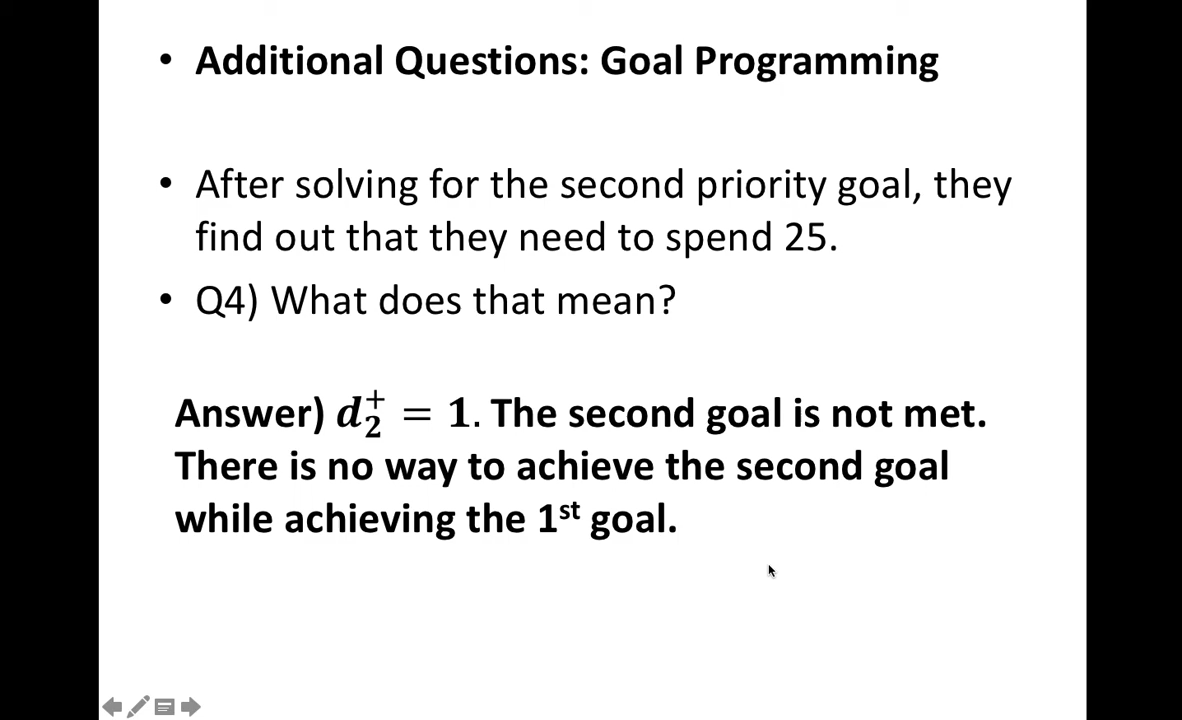 • Additional Questions: Goal Programming
• After solving for the second priority goal, they
find out that they need to spend 25.
• Q4) What does that mean?
Answer) d₂⁺ = 1. The second goal is not met.
There is no way to achieve the second goal
while achieving the 1st goal.